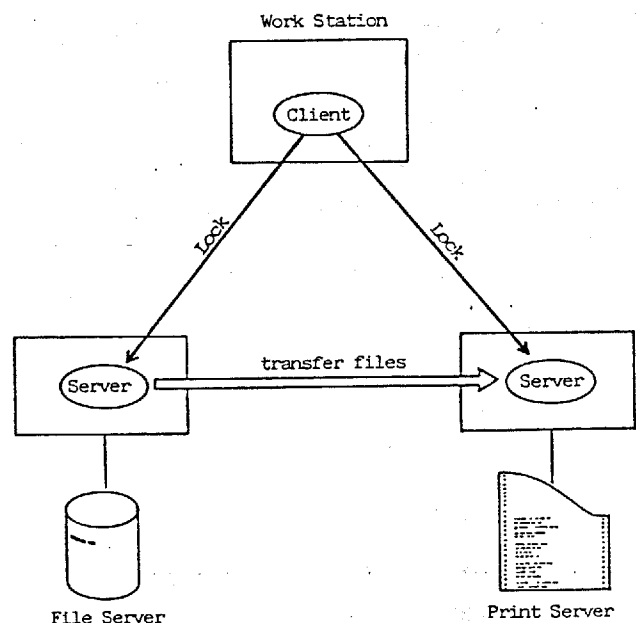 Work Station
Client
Lock
Lock
transfer files
Server
Server
File Server
Print Server